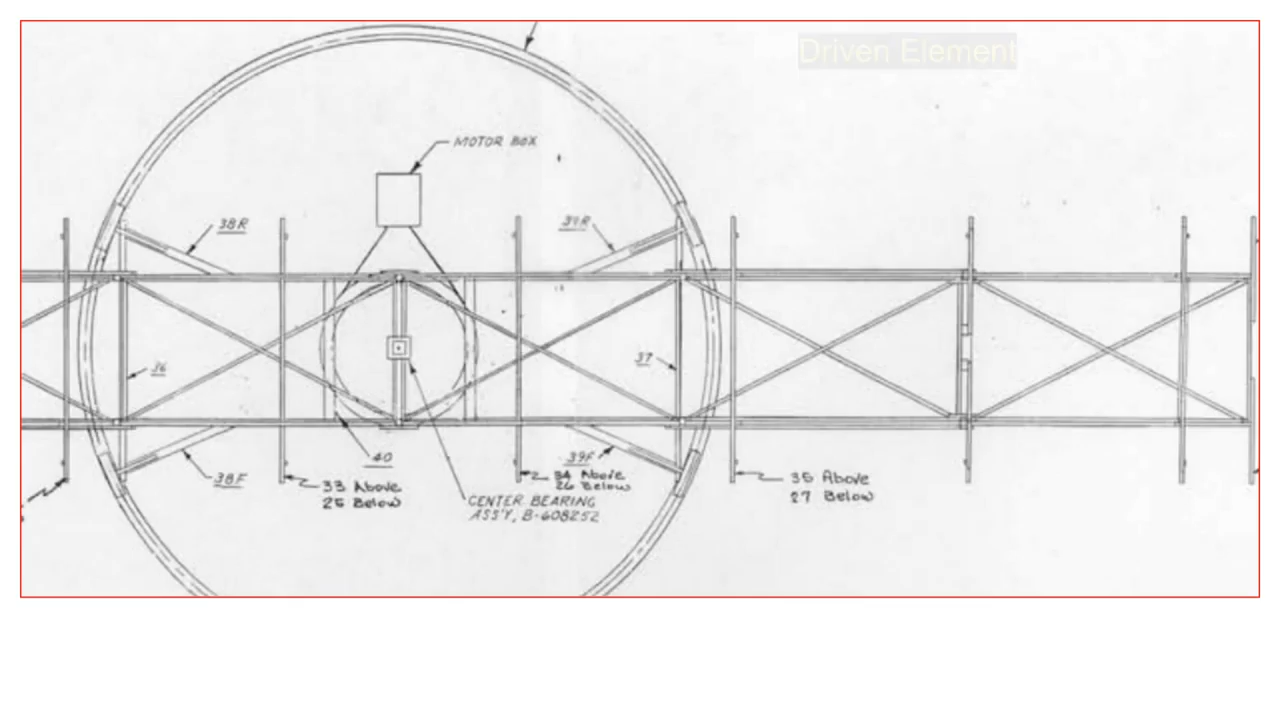 Driven Element
MOTOR BOX
38R
39R
36
37
40
39F
38F
33 Above
25 Below
34 Above
26 Below
35 Above
27 Below
CENTER BEARING
ASS'Y, B-608252